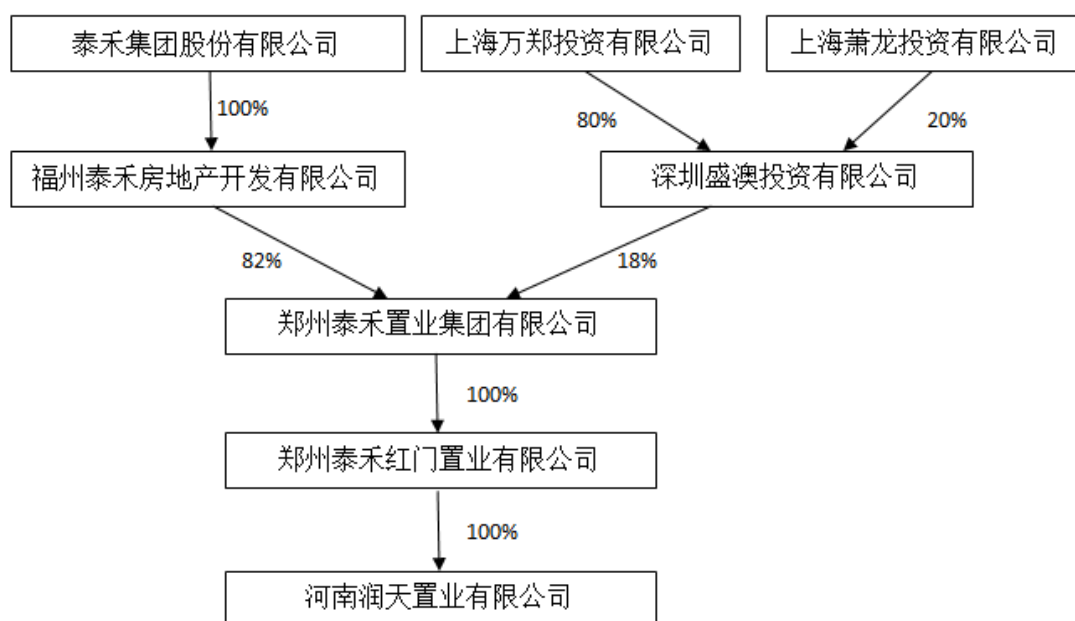 泰禾集团股份有限公司
上海万郑投资有限公司
上海萧龙投资有限公司
100%
80%
20%
福州泰禾房地产开发有限公司
深圳盛澳投资有限公司
82%
18%
郑州泰禾置业集团有限公司
100%
郑州泰禾红门置业有限公司
100%
河南润天置业有限公司